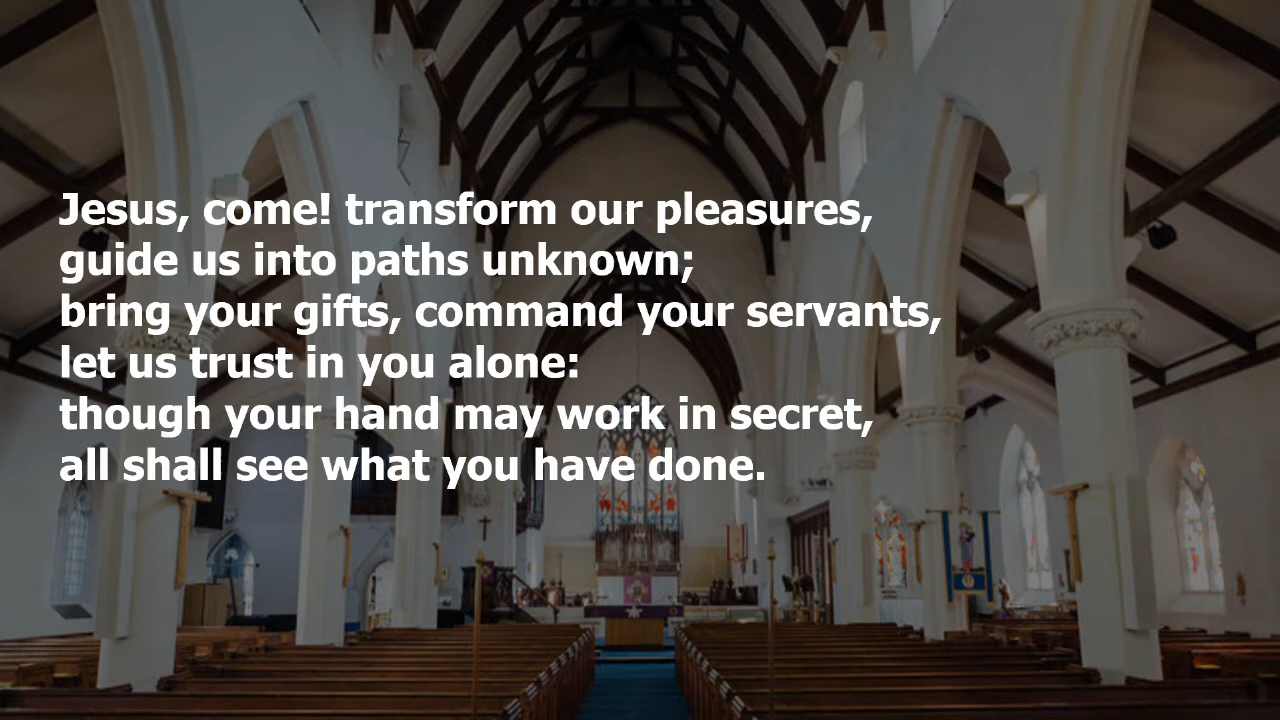 Jesus, come! transform our pleasures,
guide us into paths unknown;
bring your gifts, command your servants,
let us trust in you alone:
though your hand may work in secret,
all shall see what you have done.